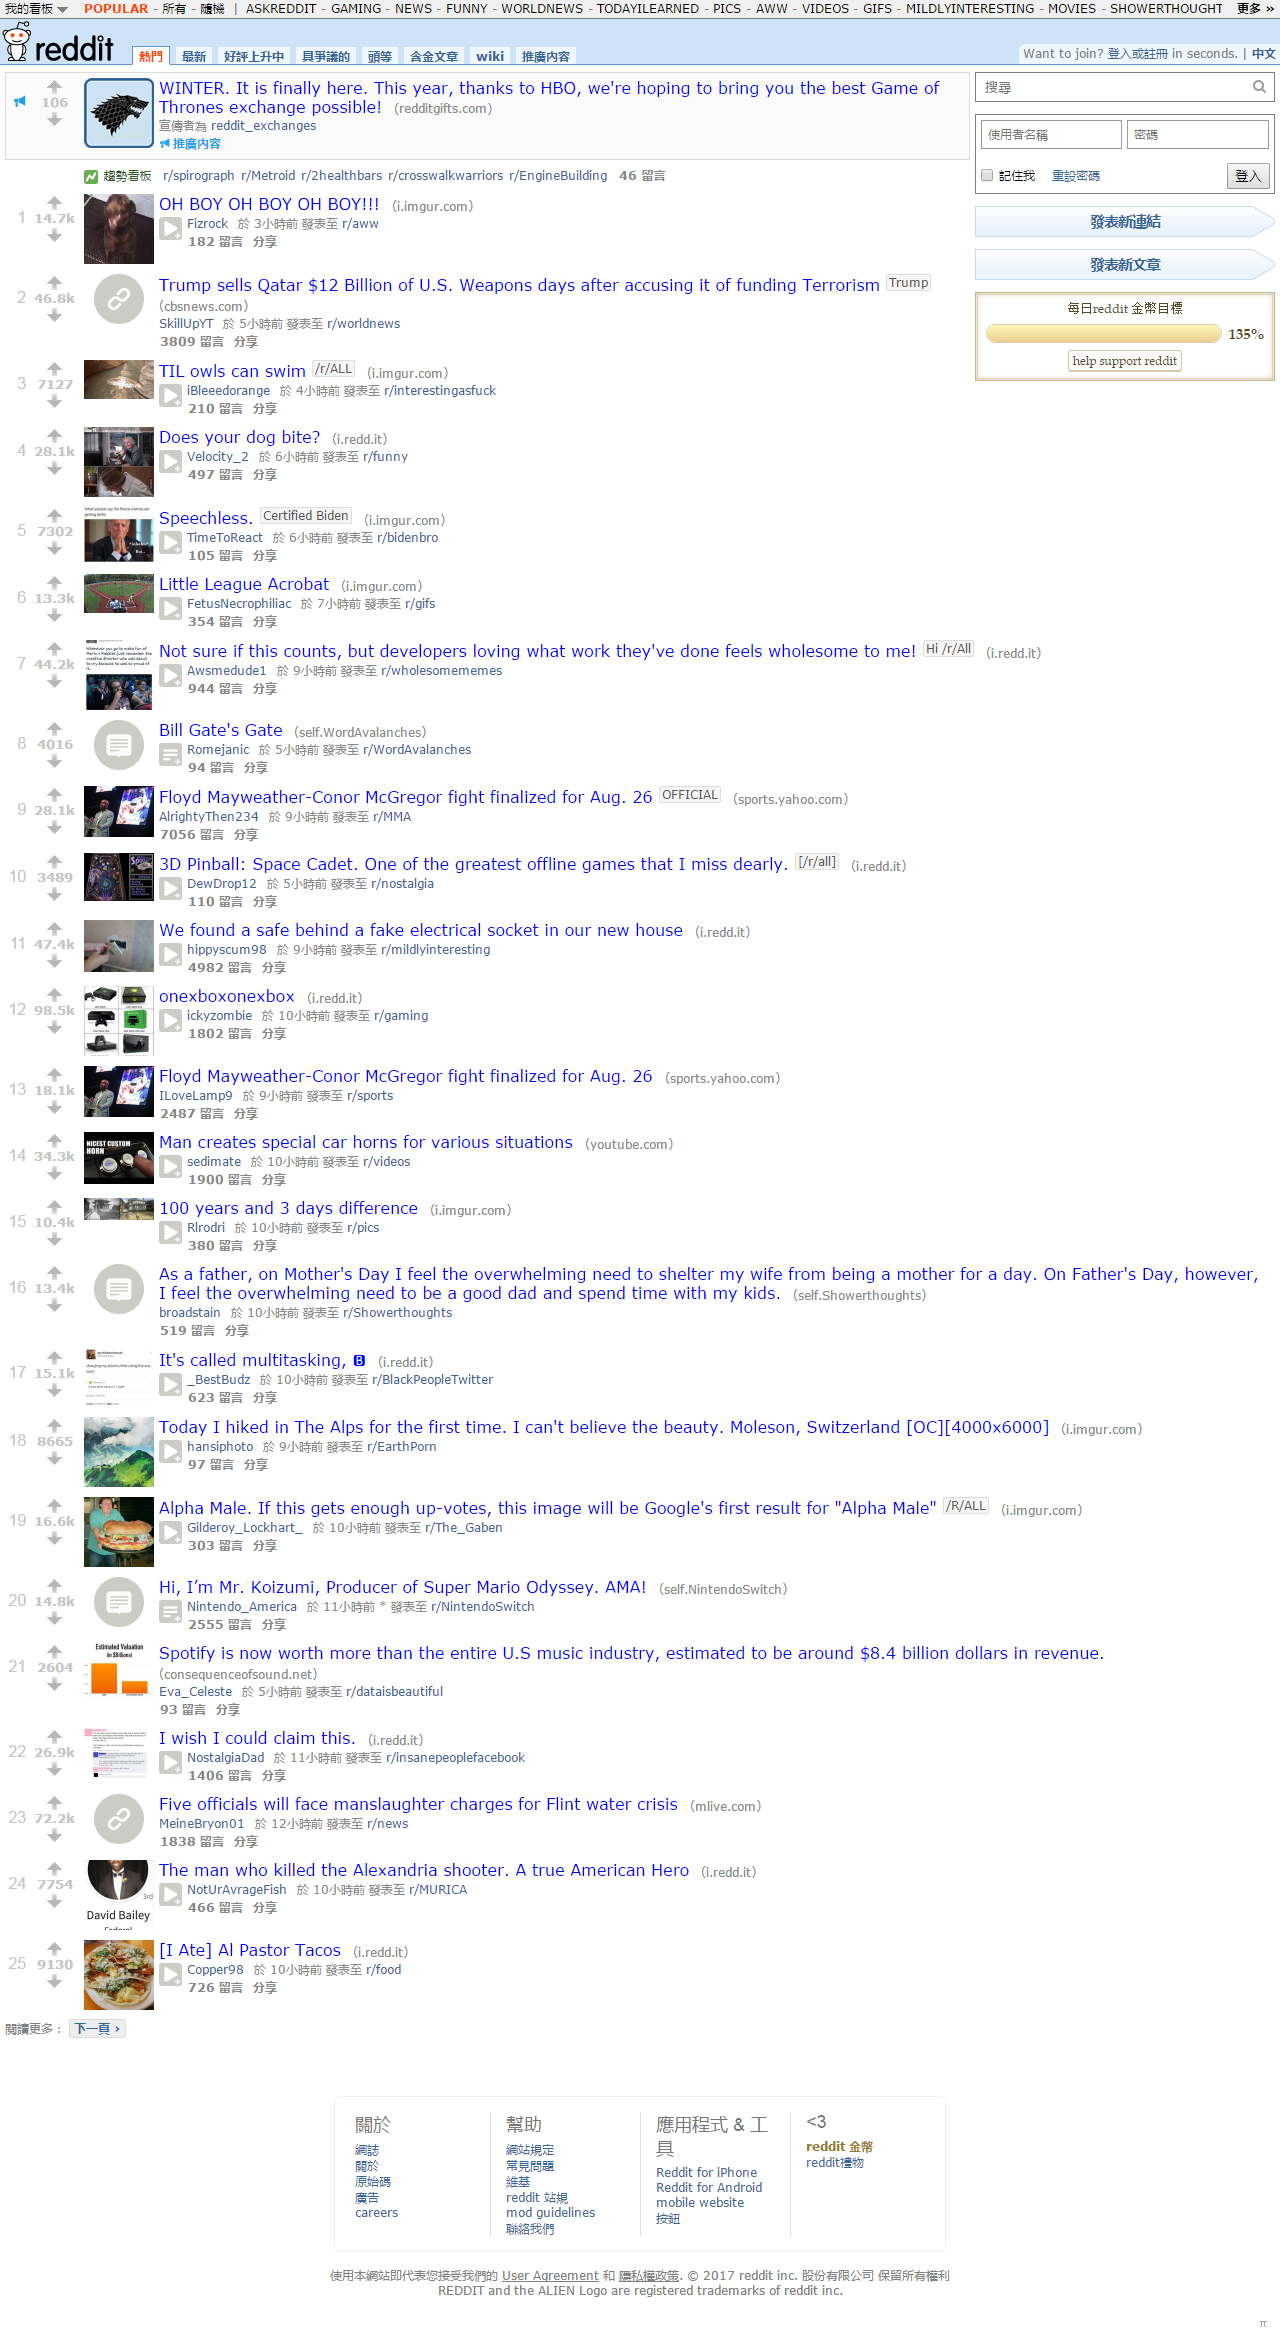 我的看板 POPULAR - 所有 - 隨機 | ASKREDDIT - GAMING - NEWS - FUNNY - WORLDNEWS - TODAYILEARNED - PICS - AWW - VIDEOS - GIFS - MILDLYINTERESTING - MOVIES - SHOWERTHOUGHT 更多 »
reddit 熱門 最新 好評上升中 具爭議的 頭等 含金文章 wiki 推廣內容
Want to join? 登入或註冊 in seconds. | 中文
搜尋
使用者名稱 密碼
記住我 重設密碼 登入
發表新連結
發表新文章
每日reddit 金幣目標
135%
help support reddit
106
WINTER. It is finally here. This year, thanks to HBO, we're hoping to bring you the best Game of
Thrones exchange possible! (redditgifts.com)
宣傳者為 reddit_exchanges
推廣內容
趨勢看板 r/spirograph r/Metroid r/2healthbars r/crosswalkwarriors r/EngineBuilding 46 留言
1 14.7k
OH BOY OH BOY OH BOY!!! (i.imgur.com)
Fizrock 於 3小時前 發表至 r/aww
182 留言 分享
2 46.8k
Trump sells Qatar $12 Billion of U.S. Weapons days after accusing it of funding Terrorism Trump
(cbsnews.com)
SkillUpYT 於 5小時前 發表至 r/worldnews
3809 留言 分享
3 7127
TIL owls can swim /r/ALL (i.imgur.com)
iBleeedorange 於 4小時前 發表至 r/interestingasfuck
210 留言 分享
4 28.1k
Does your dog bite? (i.redd.it)
Velocity_2 於 6小時前 發表至 r/funny
497 留言 分享
5 7302
Speechless. Certified Biden (i.imgur.com)
TimeToReact 於 6小時前 發表至 r/bidenbro
105 留言 分享
6 13.3k
Little League Acrobat (i.imgur.com)
FetusNecrophiliac 於 7小時前 發表至 r/gifs
354 留言 分享
7 44.2k
Not sure if this counts, but developers loving what work they've done feels wholesome to me! Hi /r/All (i.redd.it)
Awsmedude1 於 9小時前 發表至 r/wholesomememes
944 留言 分享
8 4016
Bill Gate's Gate (self.WordAvalanches)
Romejanic 於 5小時前 發表至 r/WordAvalanches
94 留言 分享
9 28.1k
Floyd Mayweather-Conor McGregor fight finalized for Aug. 26 OFFICIAL (sports.yahoo.com)
AlrightyThen234 於 9小時前 發表至 r/MMA
7056 留言 分享
10 3489
3D Pinball: Space Cadet. One of the greatest offline games that I miss dearly. [/r/all] (i.redd.it)
DewDrop12 於 5小時前 發表至 r/nostalgia
110 留言 分享
11 47.4k
We found a safe behind a fake electrical socket in our new house (i.redd.it)
hippyscum98 於 9小時前 發表至 r/mildlyinteresting
4982 留言 分享
12 98.5k
onexboxonexbox (i.redd.it)
ickyzombie 於 10小時前 發表至 r/gaming
1802 留言 分享
13 18.1k
Floyd Mayweather-Conor McGregor fight finalized for Aug. 26 (sports.yahoo.com)
ILoveLamp9 於 9小時前 發表至 r/sports
2487 留言 分享
14 34.3k
NICEST CUSTOM
HORN
Man creates special car horns for various situations (youtube.com)
sedimate 於 10小時前 發表至 r/videos
1900 留言 分享
15 10.4k
100 years and 3 days difference (i.imgur.com)
Rlrodri 於 10小時前 發表至 r/pics
380 留言 分享
16 13.4k
As a father, on Mother's Day I feel the overwhelming need to shelter my wife from being a mother for a day. On Father's Day, however,
I feel the overwhelming need to be a good dad and spend time with my kids. (self.Showerthoughts)
broadstain 於 10小時前 發表至 r/Showerthoughts
519 留言 分享
17 15.1k
It's called multitasking, 🅱 (i.redd.it)
_BestBudz 於 10小時前 發表至 r/BlackPeopleTwitter
623 留言 分享
18 8665
Today I hiked in The Alps for the first time. I can't believe the beauty. Moleson, Switzerland [OC][4000x6000] (i.imgur.com)
hansiphoto 於 9小時前 發表至 r/EarthPorn
97 留言 分享
19 16.6k
Alpha Male. If this gets enough up-votes, this image will be Google's first result for "Alpha Male" /R/ALL (i.imgur.com)
Gilderoy_Lockhart_ 於 10小時前 發表至 r/The_Gaben
303 留言 分享
20 14.8k
Hi, I’m Mr. Koizumi, Producer of Super Mario Odyssey. AMA! (self.NintendoSwitch)
Nintendo_America 於 11小時前 * 發表至 r/NintendoSwitch
2555 留言 分享
21 2604
Estimated Valuation
(in $Billions)
Spotify is now worth more than the entire U.S music industry, estimated to be around $8.4 billion dollars in revenue.
(consequenceofsound.net)
Eva_Celeste 於 5小時前 發表至 r/dataisbeautiful
93 留言 分享
22 26.9k
I wish I could claim this. (i.redd.it)
NostalgiaDad 於 11小時前 發表至 r/insanepeoplefacebook
1406 留言 分享
23 72.2k
Five officials will face manslaughter charges for Flint water crisis (mlive.com)
MeineBryon01 於 12小時前 發表至 r/news
1838 留言 分享
24 7754
3rd
David Bailey
Federal
The man who killed the Alexandria shooter. A true American Hero (i.redd.it)
NotUrAvrageFish 於 10小時前 發表至 r/MURICA
466 留言 分享
25 9130
[I Ate] Al Pastor Tacos (i.redd.it)
Copper98 於 10小時前 發表至 r/food
726 留言 分享
閱讀更多： 下一頁 ›
關於
網誌
關於
原始碼
廣告
careers
幫助
網站規定
常見問題
維基
reddit 站規
mod guidelines
聯絡我們
應用程式 & 工
具
Reddit for iPhone
Reddit for Android
mobile website
按鈕
<3
reddit 金幣
reddit禮物
使用本網站即代表您接受我們的 User Agreement 和 隱私權政策. © 2017 reddit inc. 股份有限公司 保留所有權利
REDDIT and the ALIEN Logo are registered trademarks of reddit inc.
π